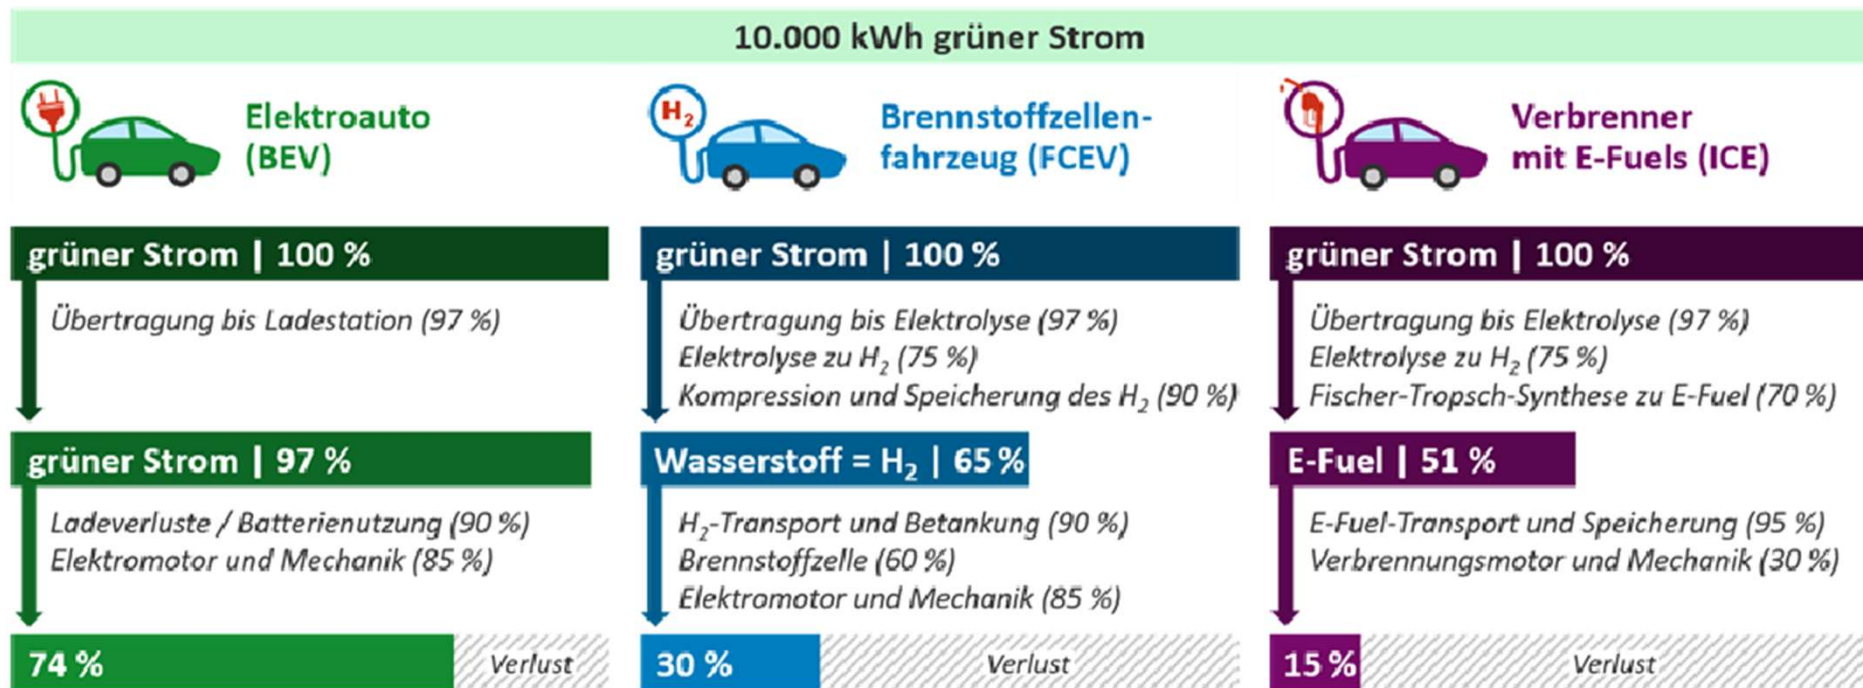 10.000 kWh grüner Strom
Elektroauto
(BEV)
grüner Strom | 100 %
Übertragung bis Ladestation (97 %)
grüner Strom | 97 %
Ladeverluste / Batterienutzung (90 %)
Elektromotor und Mechanik (85 %)
74 %
Verlust
H₂
Brennstoffzellen-
fahrzeug (FCEV)
grüner Strom | 100 %
Übertragung bis Elektrolyse (97 %)
Elektrolyse zu H₂ (75 %)
Kompression und Speicherung des H₂ (90 %)
Wasserstoff = H₂ | 65 %
H₂-Transport und Betankung (90 %)
Brennstoffzelle (60 %)
Elektromotor und Mechanik (85 %)
30 %
Verlust
Verbrenner
mit E-Fuels (ICE)
grüner Strom | 100 %
Übertragung bis Elektrolyse (97 %)
Elektrolyse zu H₂ (75 %)
Fischer-Tropsch-Synthese zu E-Fuel (70 %)
E-Fuel | 51 %
E-Fuel-Transport und Speicherung (95 %)
Verbrennungsmotor und Mechanik (30 %)
15 %
Verlust